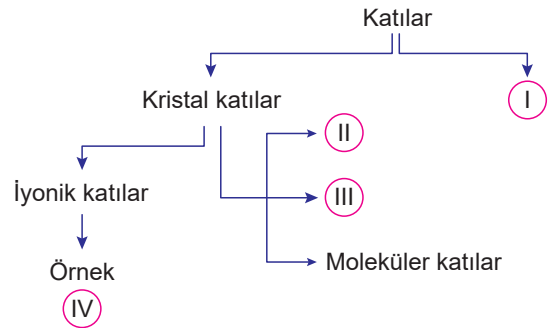 Katılar
Kristal katılar
I
II
İyonik katılar
III
Moleküler katılar
Örnek
IV